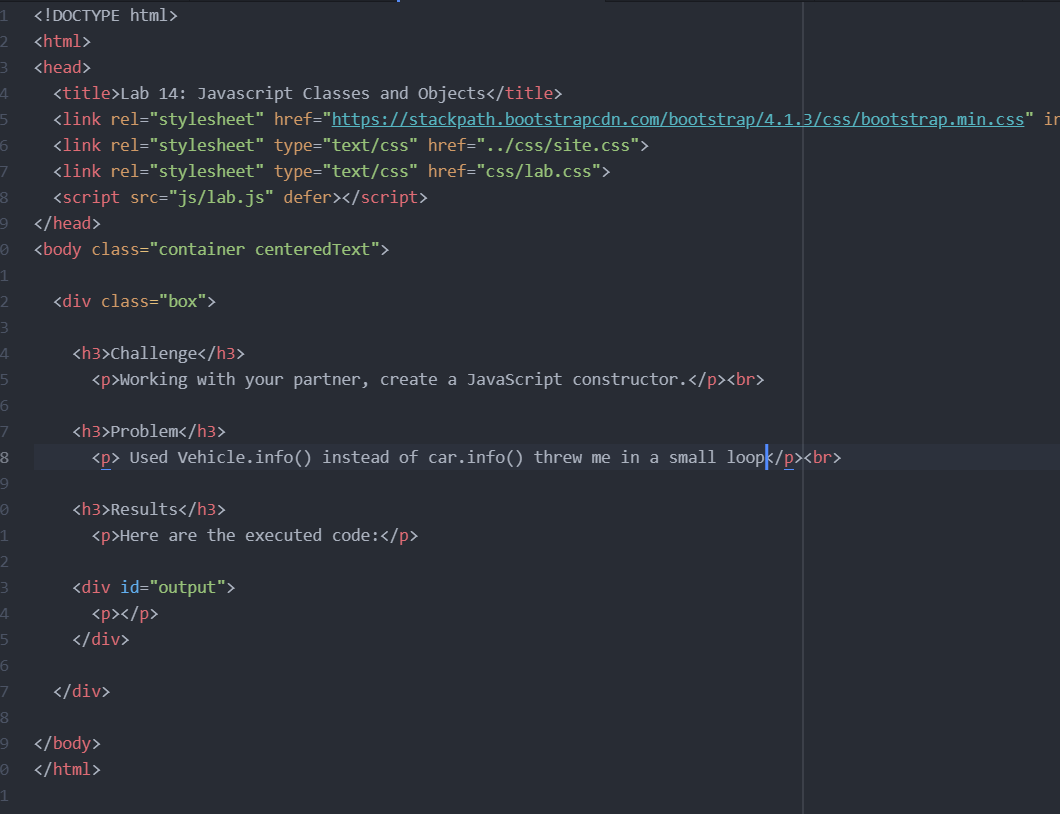 1 <!DOCTYPE html>
2 <html>
3 <head>
4   <title>Lab 14: Javascript Classes and Objects</title>
5   <link rel="stylesheet" href="https://stackpath.bootstrapcdn.com/bootstrap/4.1.3/css/bootstrap.min.css" in
6   <link rel="stylesheet" type="text/css" href="../css/site.css">
7   <link rel="stylesheet" type="text/css" href="css/lab.css">
8   <script src="js/lab.js" defer></script>
9 </head>
0 <body class="container centeredText">
1
2   <div class="box">
3
4     <h3>Challenge</h3>
5       <p>Working with your partner, create a JavaScript constructor.</p><br>
6
7     <h3>Problem</h3>
8       <p> Used Vehicle.info() instead of car.info() threw me in a small loop</p><br>
9
0     <h3>Results</h3>
1       <p>Here are the executed code:</p>
2
3     <div id="output">
4       <p></p>
5     </div>
6
7   </div>
8
9 </body>
0 </html>
1